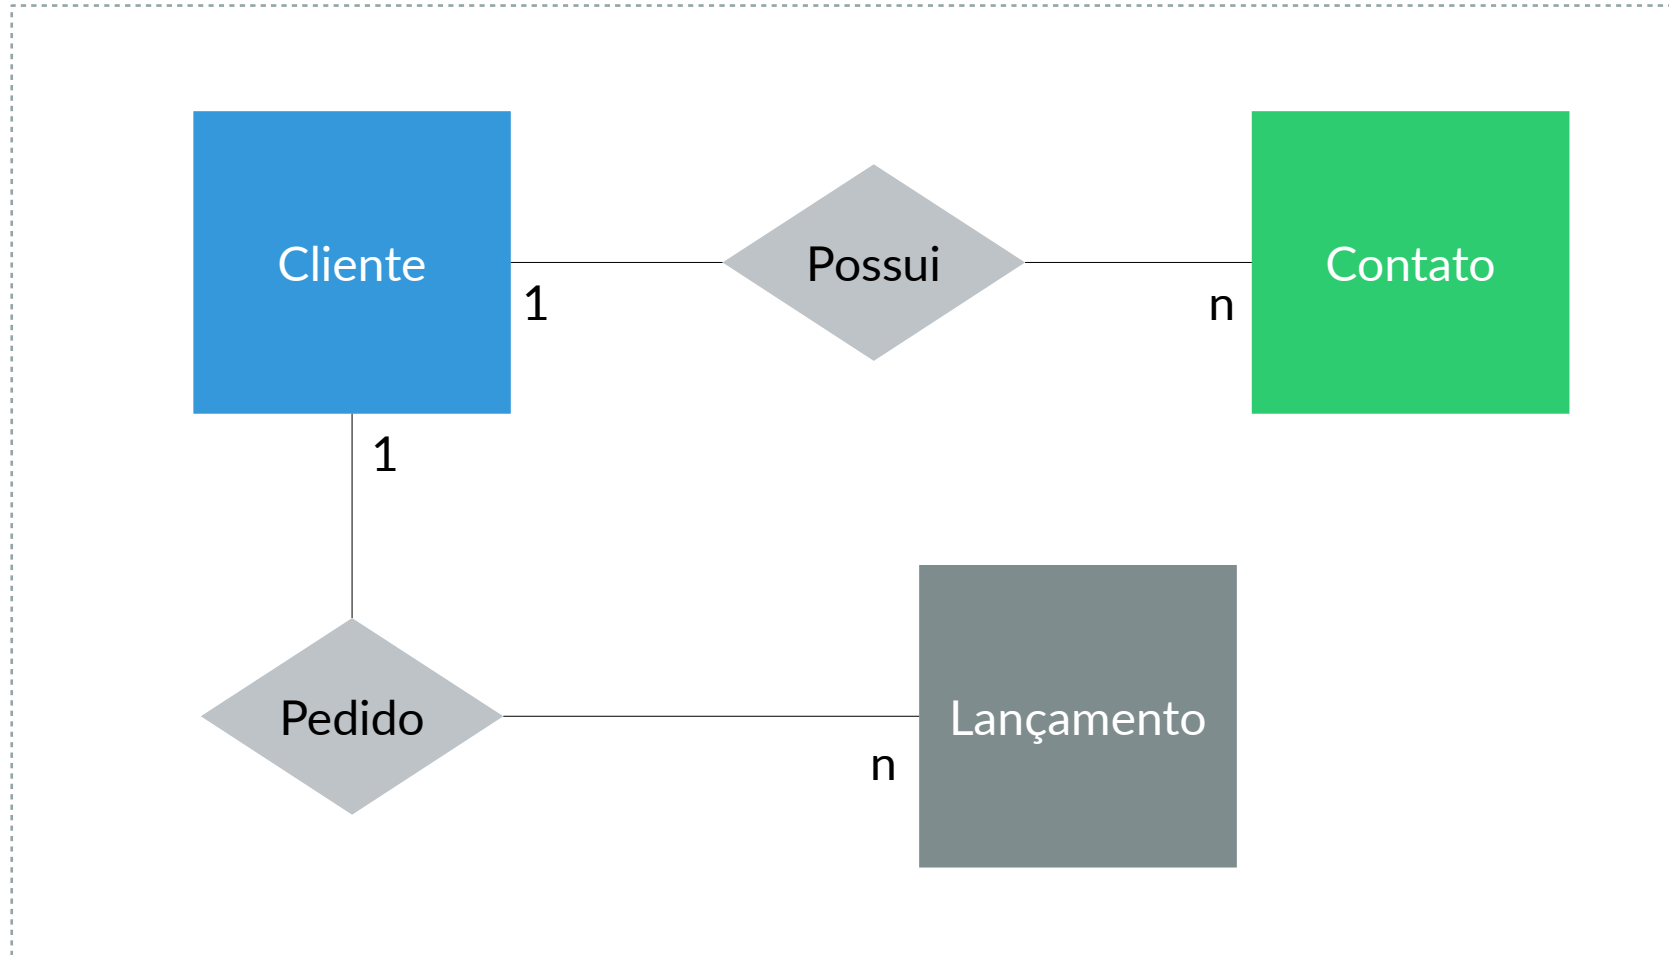 Cliente
Possui
Contato
1
n
1
Pedido
Lançamento
n